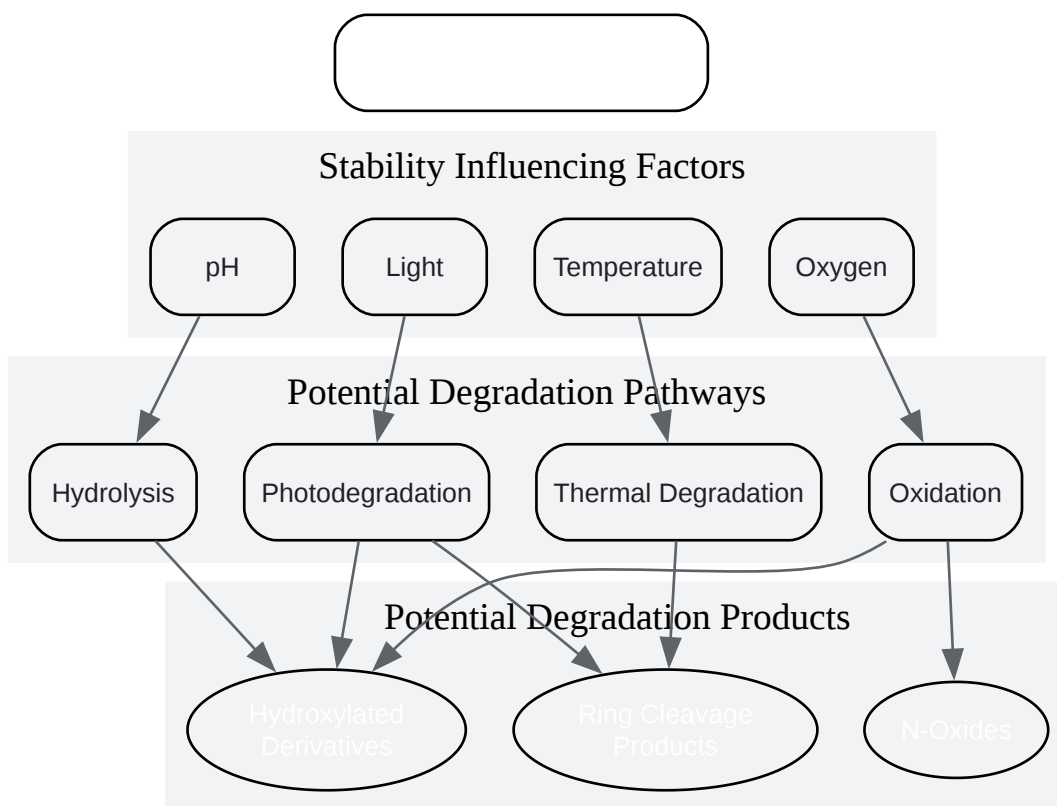 Stability Influencing Factors
pH
Light
Temperature
Oxygen
Potential Degradation Pathways
Hydrolysis
Photodegradation
Thermal Degradation
Oxidation
Potential Degradation Products
Hydroxylated
Derivatives
Ring Cleavage
Products
N-Oxides